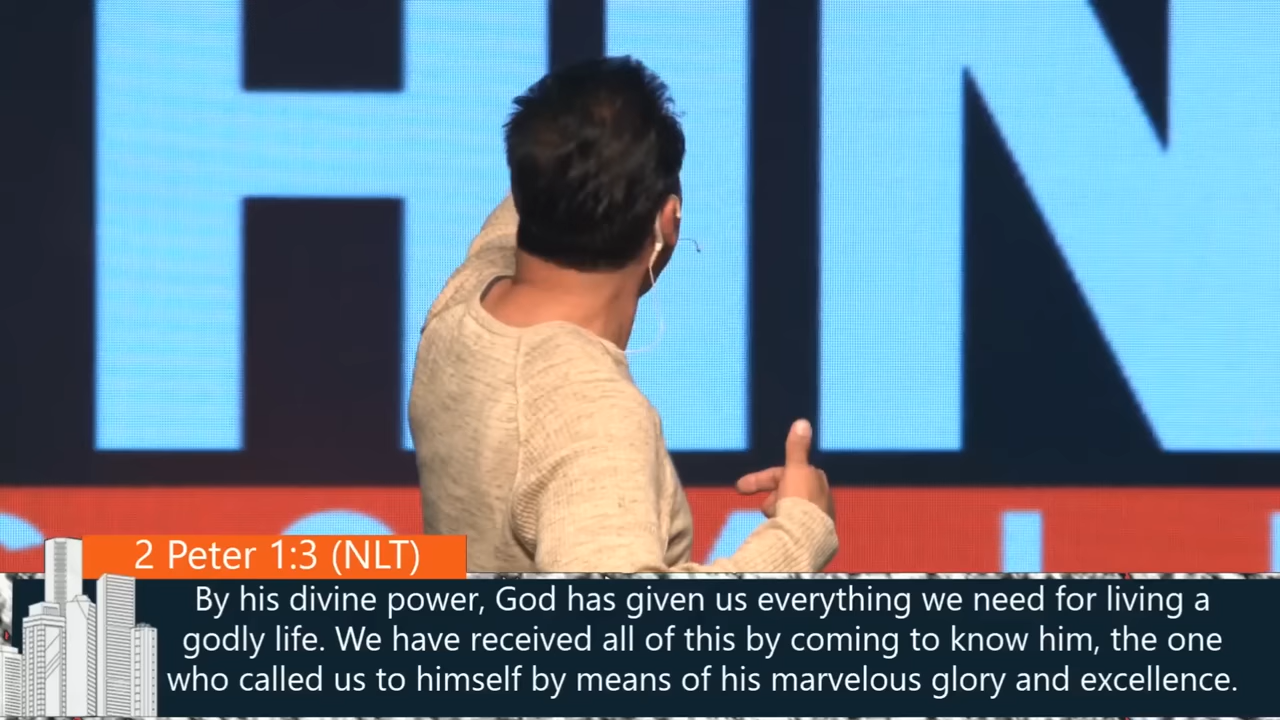 HIN
2 Peter 1:3 (NLT)
By his divine power, God has given us everything we need for living a
godly life. We have received all of this by coming to know him, the one
who called us to himself by means of his marvelous glory and excellence.